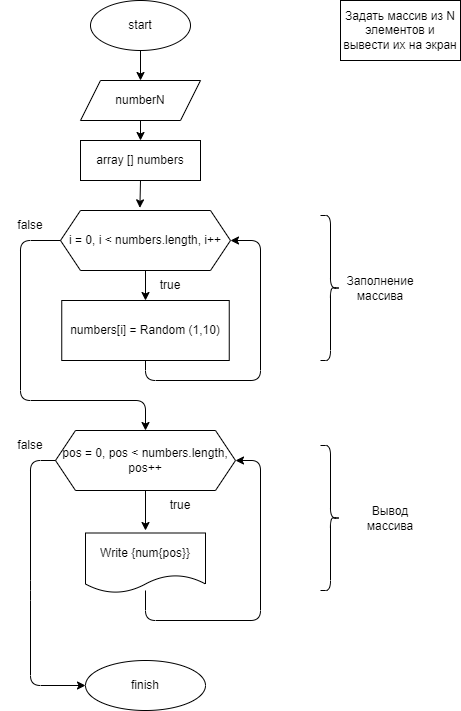 start
Задать массив из N
элементов и
вывести их на экран
numberN
array [] numbers
false
i = 0, i < numbers.length, i++
true
Заполнение
массива
numbers[i] = Random (1,10)
false
pos = 0, pos < numbers.length,
pos++
true
Вывод
массива
Write {num{pos}}
finish